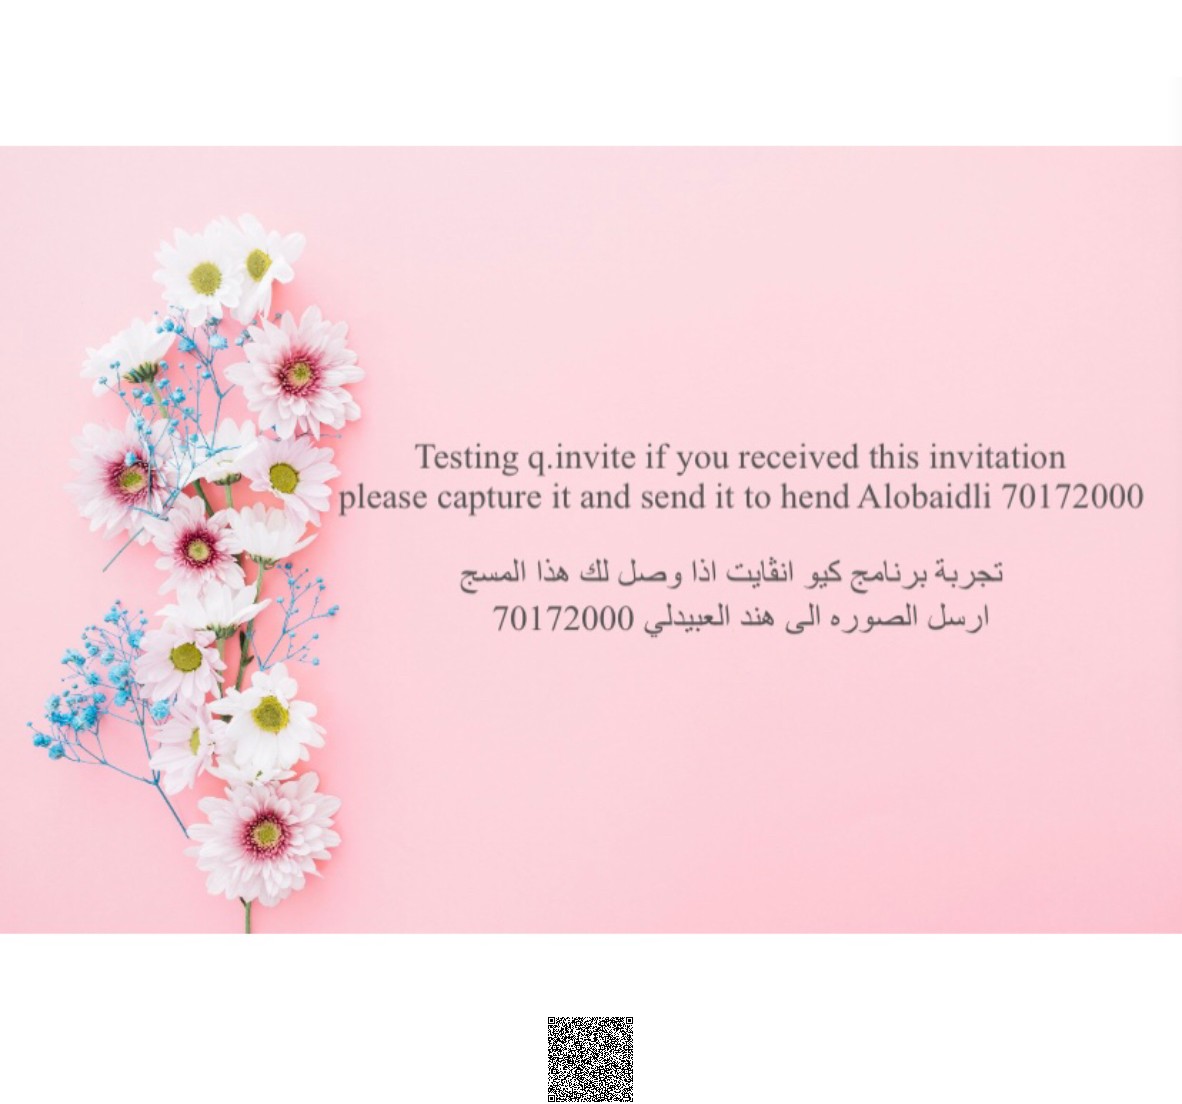 Testing q.invite if you received this invitation
please capture it and send it to hend Alobaidli 70172000
تجربة برنامج كيو انڤايت اذا وصل لك هذا المسج
ارسل الصوره الى هند العبيدلي 70172000